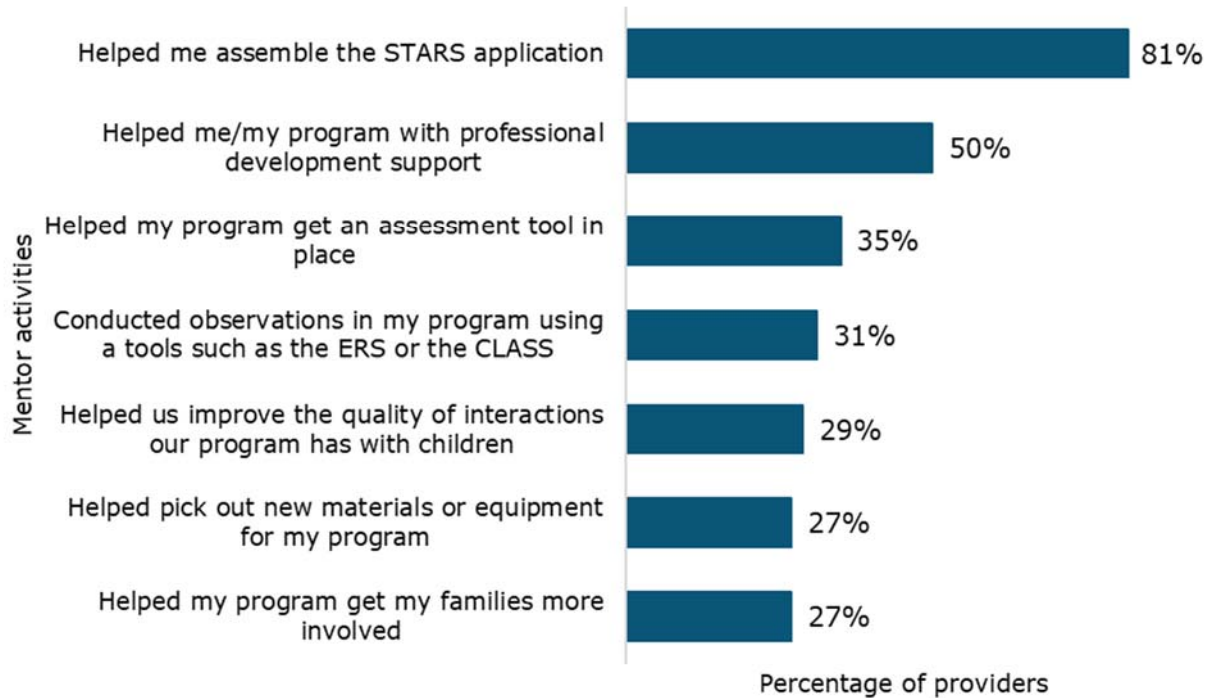 Helped me assemble the STARS application
81%
Helped me/my program with professional
development support
50%
Helped my program get an assessment tool in
place
35%
Conducted observations in my program using
a tools such as the ERS or the CLASS
31%
Helped us improve the quality of interactions
our program has with children
29%
Helped pick out new materials or equipment
for my program
27%
Helped my program get my families more
involved
27%
Mentor activities
Percentage of providers